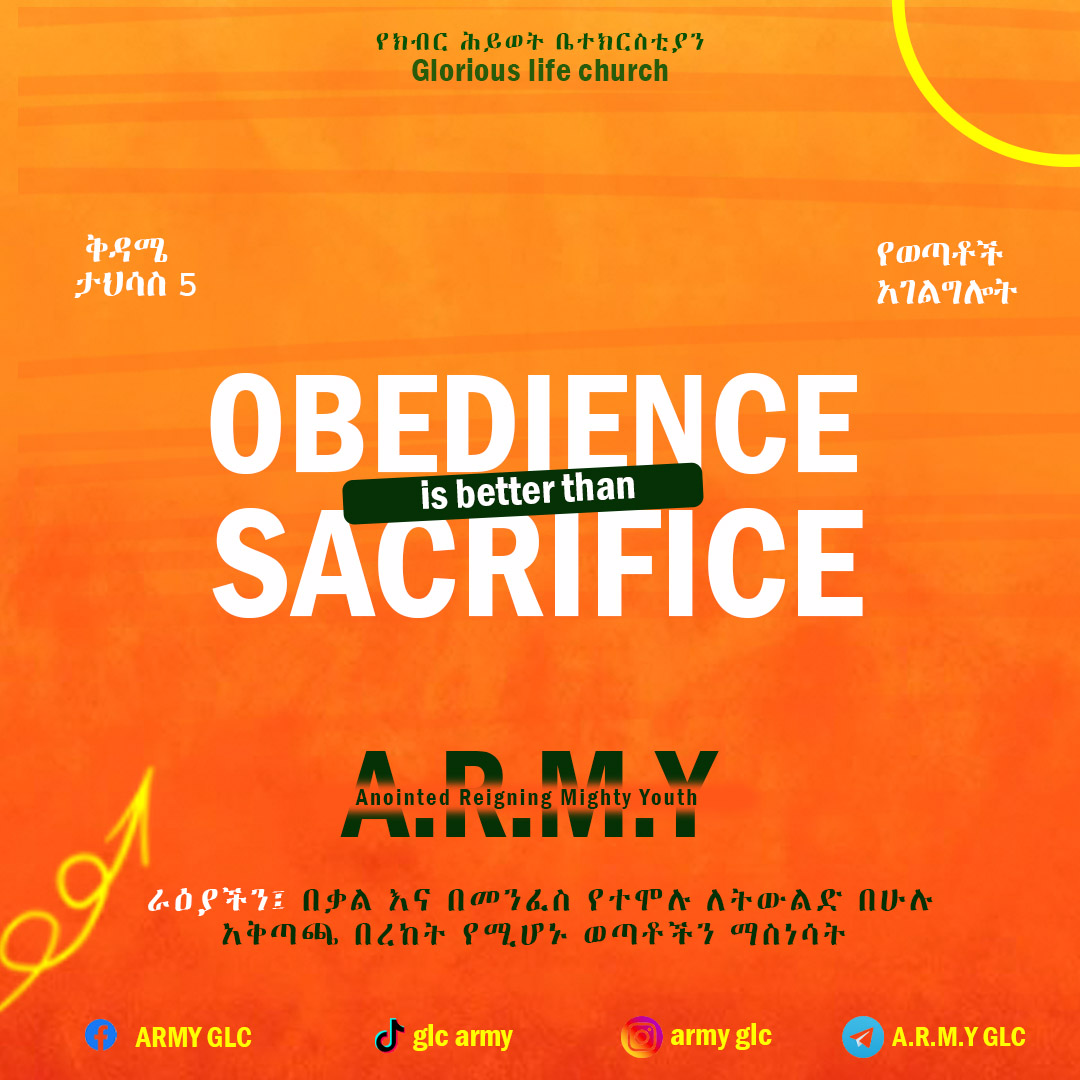 የክብር ሕይወት ቤተክርስቲያን
Glorious life church
ቅዳሜ
ታህሳስ 5
የወጣቶች
አገልግሎት
OBEDIENCE
is better than
SACRIFICE
A.R.M.Y
Anointed Reigning Mighty Youth
ራዕያችን፤ በቃል እና በመንፈስ የተሞሉ ለትውልድ በሁሉ
አቅጣጫ በረከት የሚሆኑ ወጣቶችን ማስነሳት
ARMY GLC
glc army
army glc
A.R.M.Y GLC